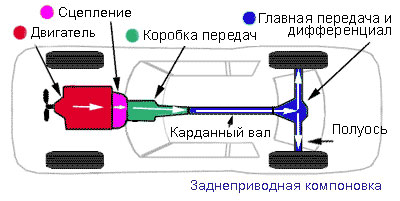 Сцепление
Главная передача и
дифференциал
Двигатель
Коробка передач
Карданный вал
Полуось
Заднеприводная компоновка